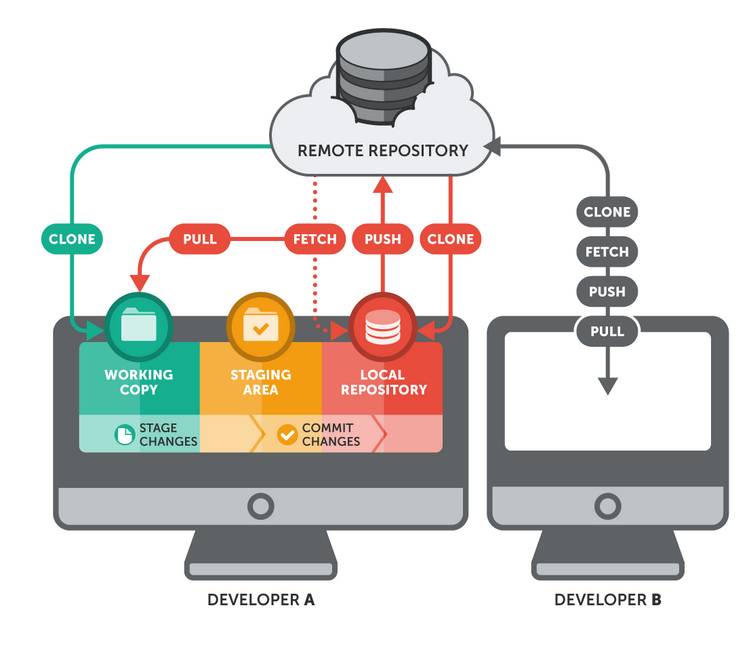 REMOTE REPOSITORY
CLONE
PULL
FETCH
PUSH
CLONE
CLONE
FETCH
PUSH
PULL
WORKING
COPY
STAGING
AREA
LOCAL
REPOSITORY
STAGE
CHANGES
COMMIT
CHANGES
DEVELOPER A
DEVELOPER B